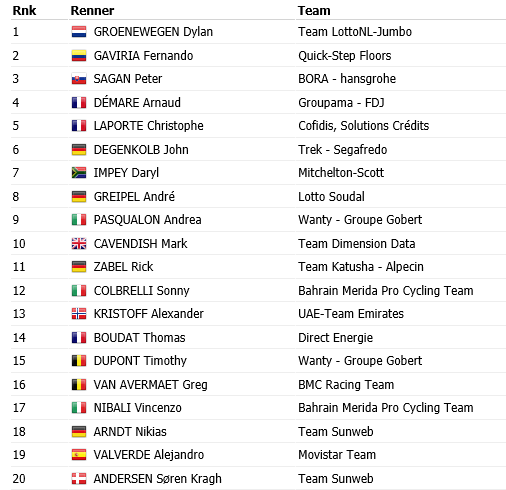 Rnk Renner Team
1 GROENEWEGEN Dylan Team LottoNL-Jumbo
2 GAVIRIA Fernando Quick-Step Floors
3 SAGAN Peter BORA - hansgrohe
4 DÉMARE Arnaud Groupama - FDJ
5 LAPORTE Christophe Cofidis, Solutions Crédits
6 DEGENKOLB John Trek - Segafredo
7 IMPEY Daryl Mitchelton-Scott
8 GREIPEL André Lotto Soudal
9 PASQUALON Andrea Wanty - Groupe Gobert
10 CAVENDISH Mark Team Dimension Data
11 ZABEL Rick Team Katusha - Alpecin
12 COLBRELLI Sonny Bahrain Merida Pro Cycling Team
13 KRISTOFF Alexander UAE-Team Emirates
14 BOUDAT Thomas Direct Energie
15 DUPONT Timothy Wanty - Groupe Gobert
16 VAN AVERMAET Greg BMC Racing Team
17 NIBALI Vincenzo Bahrain Merida Pro Cycling Team
18 ARNDT Nikias Team Sunweb
19 VALVERDE Alejandro Movistar Team
20 ANDERSEN Søren Kragh Team Sunweb